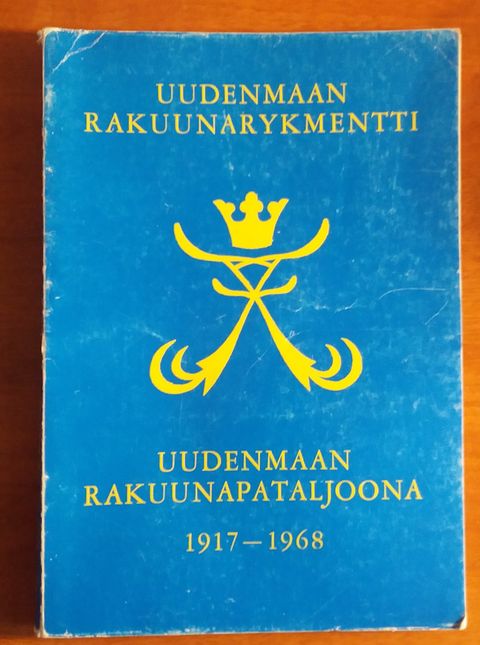 UUDENMAAN
RAKUUNARYKMENTTI
UUDENMAAN
RAKUUNAPATALJOONA
1917–1968